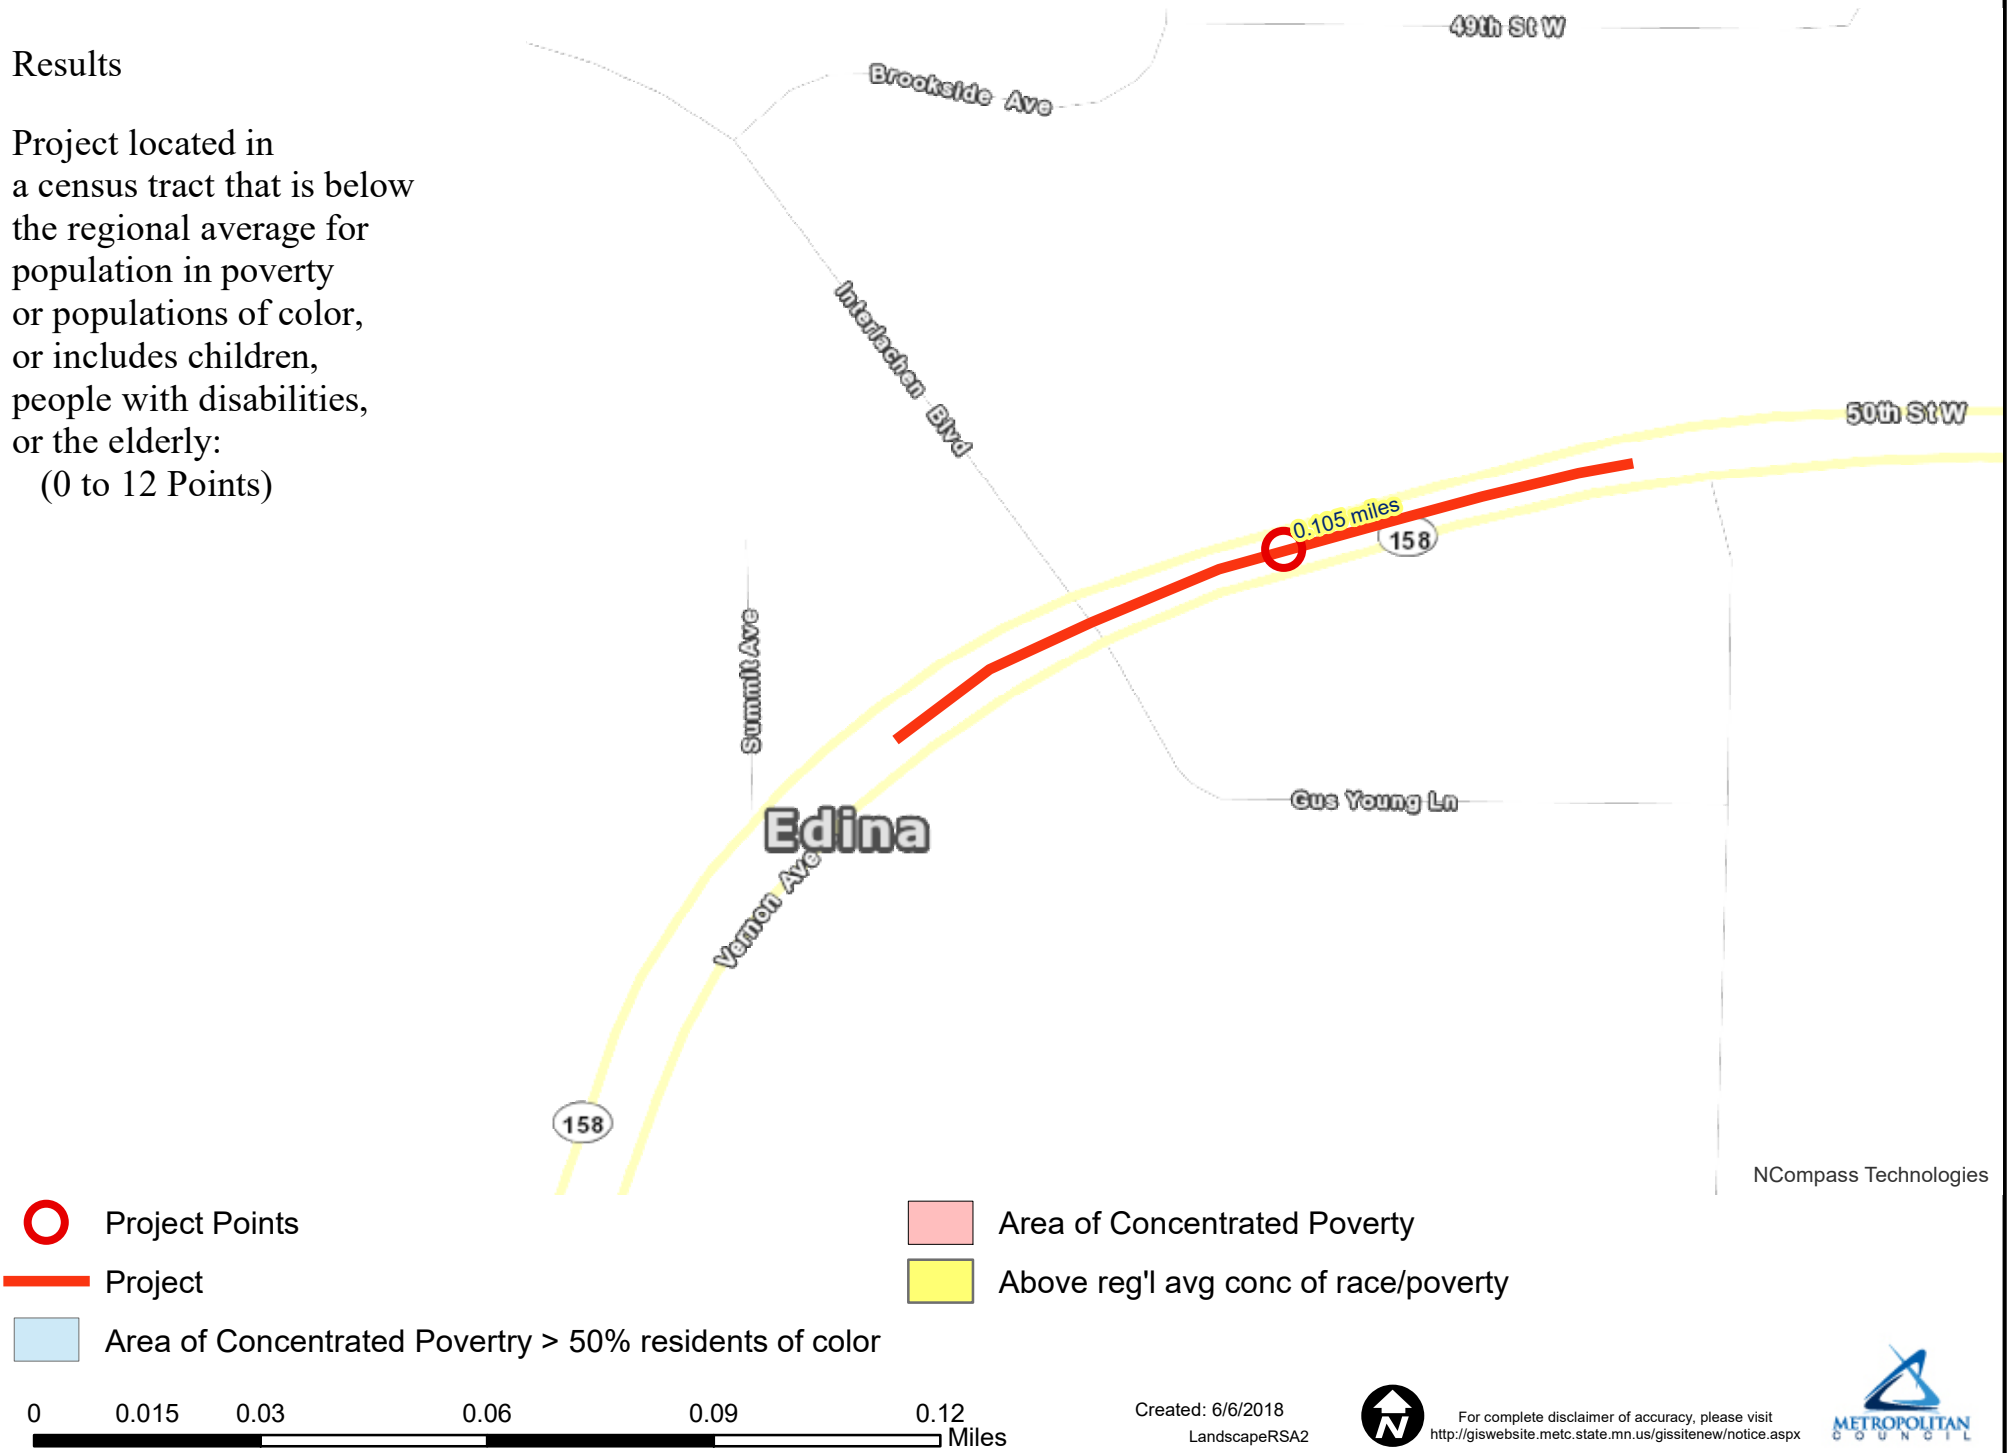 Results
Project located in
a census tract that is below
the regional average for
population in poverty
or populations of color,
or includes children,
people with disabilities,
or the elderly:
(0 to 12 Points)
49th St W
Brookside Ave
Interlachen Blvd
50th St W
0.105 miles
158
Summit Ave
Gus Young Ln
Edina
Vernon Ave
158
NCompass Technologies
Project Points
Project
Area of Concentrated Povertry > 50% residents of color
Area of Concentrated Poverty
Above reg'l avg conc of race/poverty
0 0.015 0.03 0.06 0.09 0.12
Miles
Created: 6/6/2018
LandscapeRSA2
N
For complete disclaimer of accuracy, please visit
http://giswebsite.metc.state.mn.us/gissitenew/notice.aspx
METROPOLITAN
COUNCIL